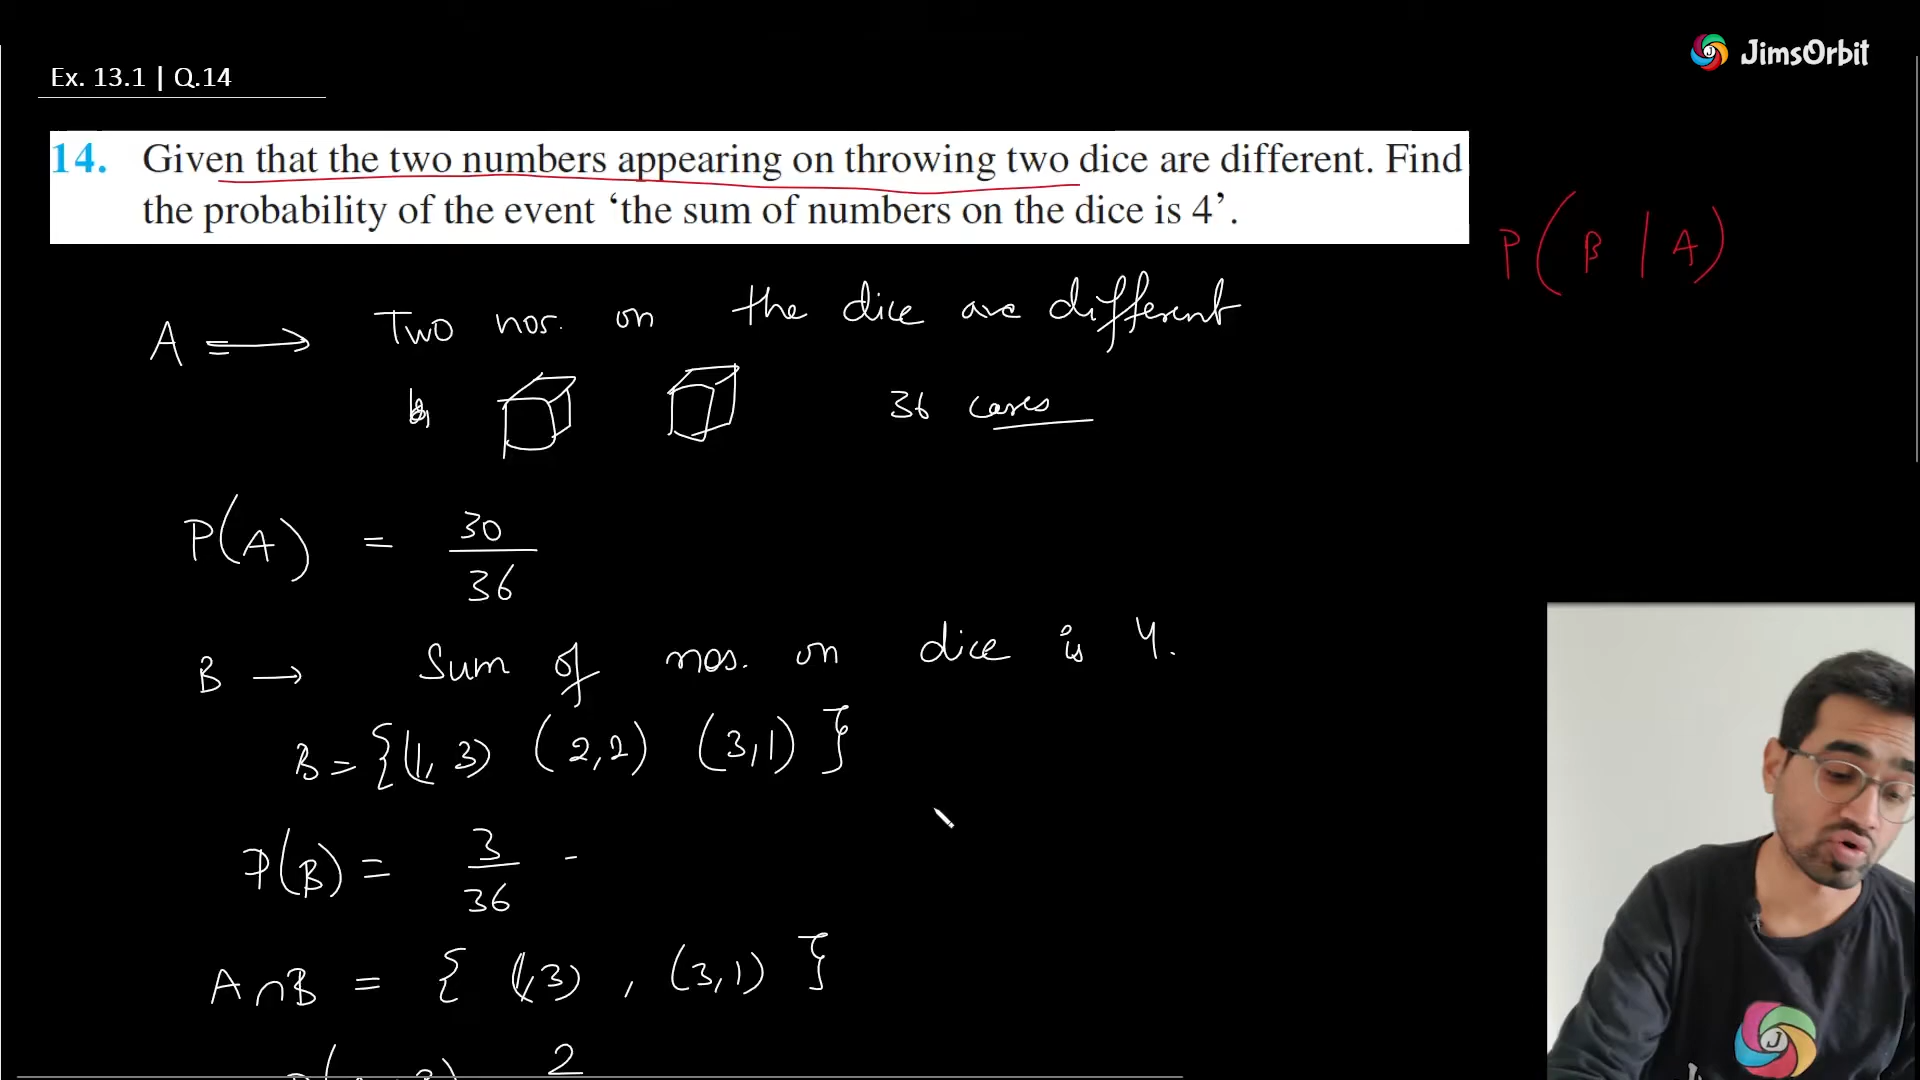 JimsOrbit
Ex. 13.1 | Q.14
14. Given that the two numbers appearing on throwing two dice are different. Find
the probability of the event ‘the sum of numbers on the dice is 4’.
P(B | A)
A ⟹ Two nos. on the dice are different
36 cases
P(A) = 30/36
B → Sum of nos. on dice is 4.
B = {(1, 3) (2,2) (3,1)}
P(B) = 3/36 -
A∩B = { (1,3) , (3,1) }
2
J